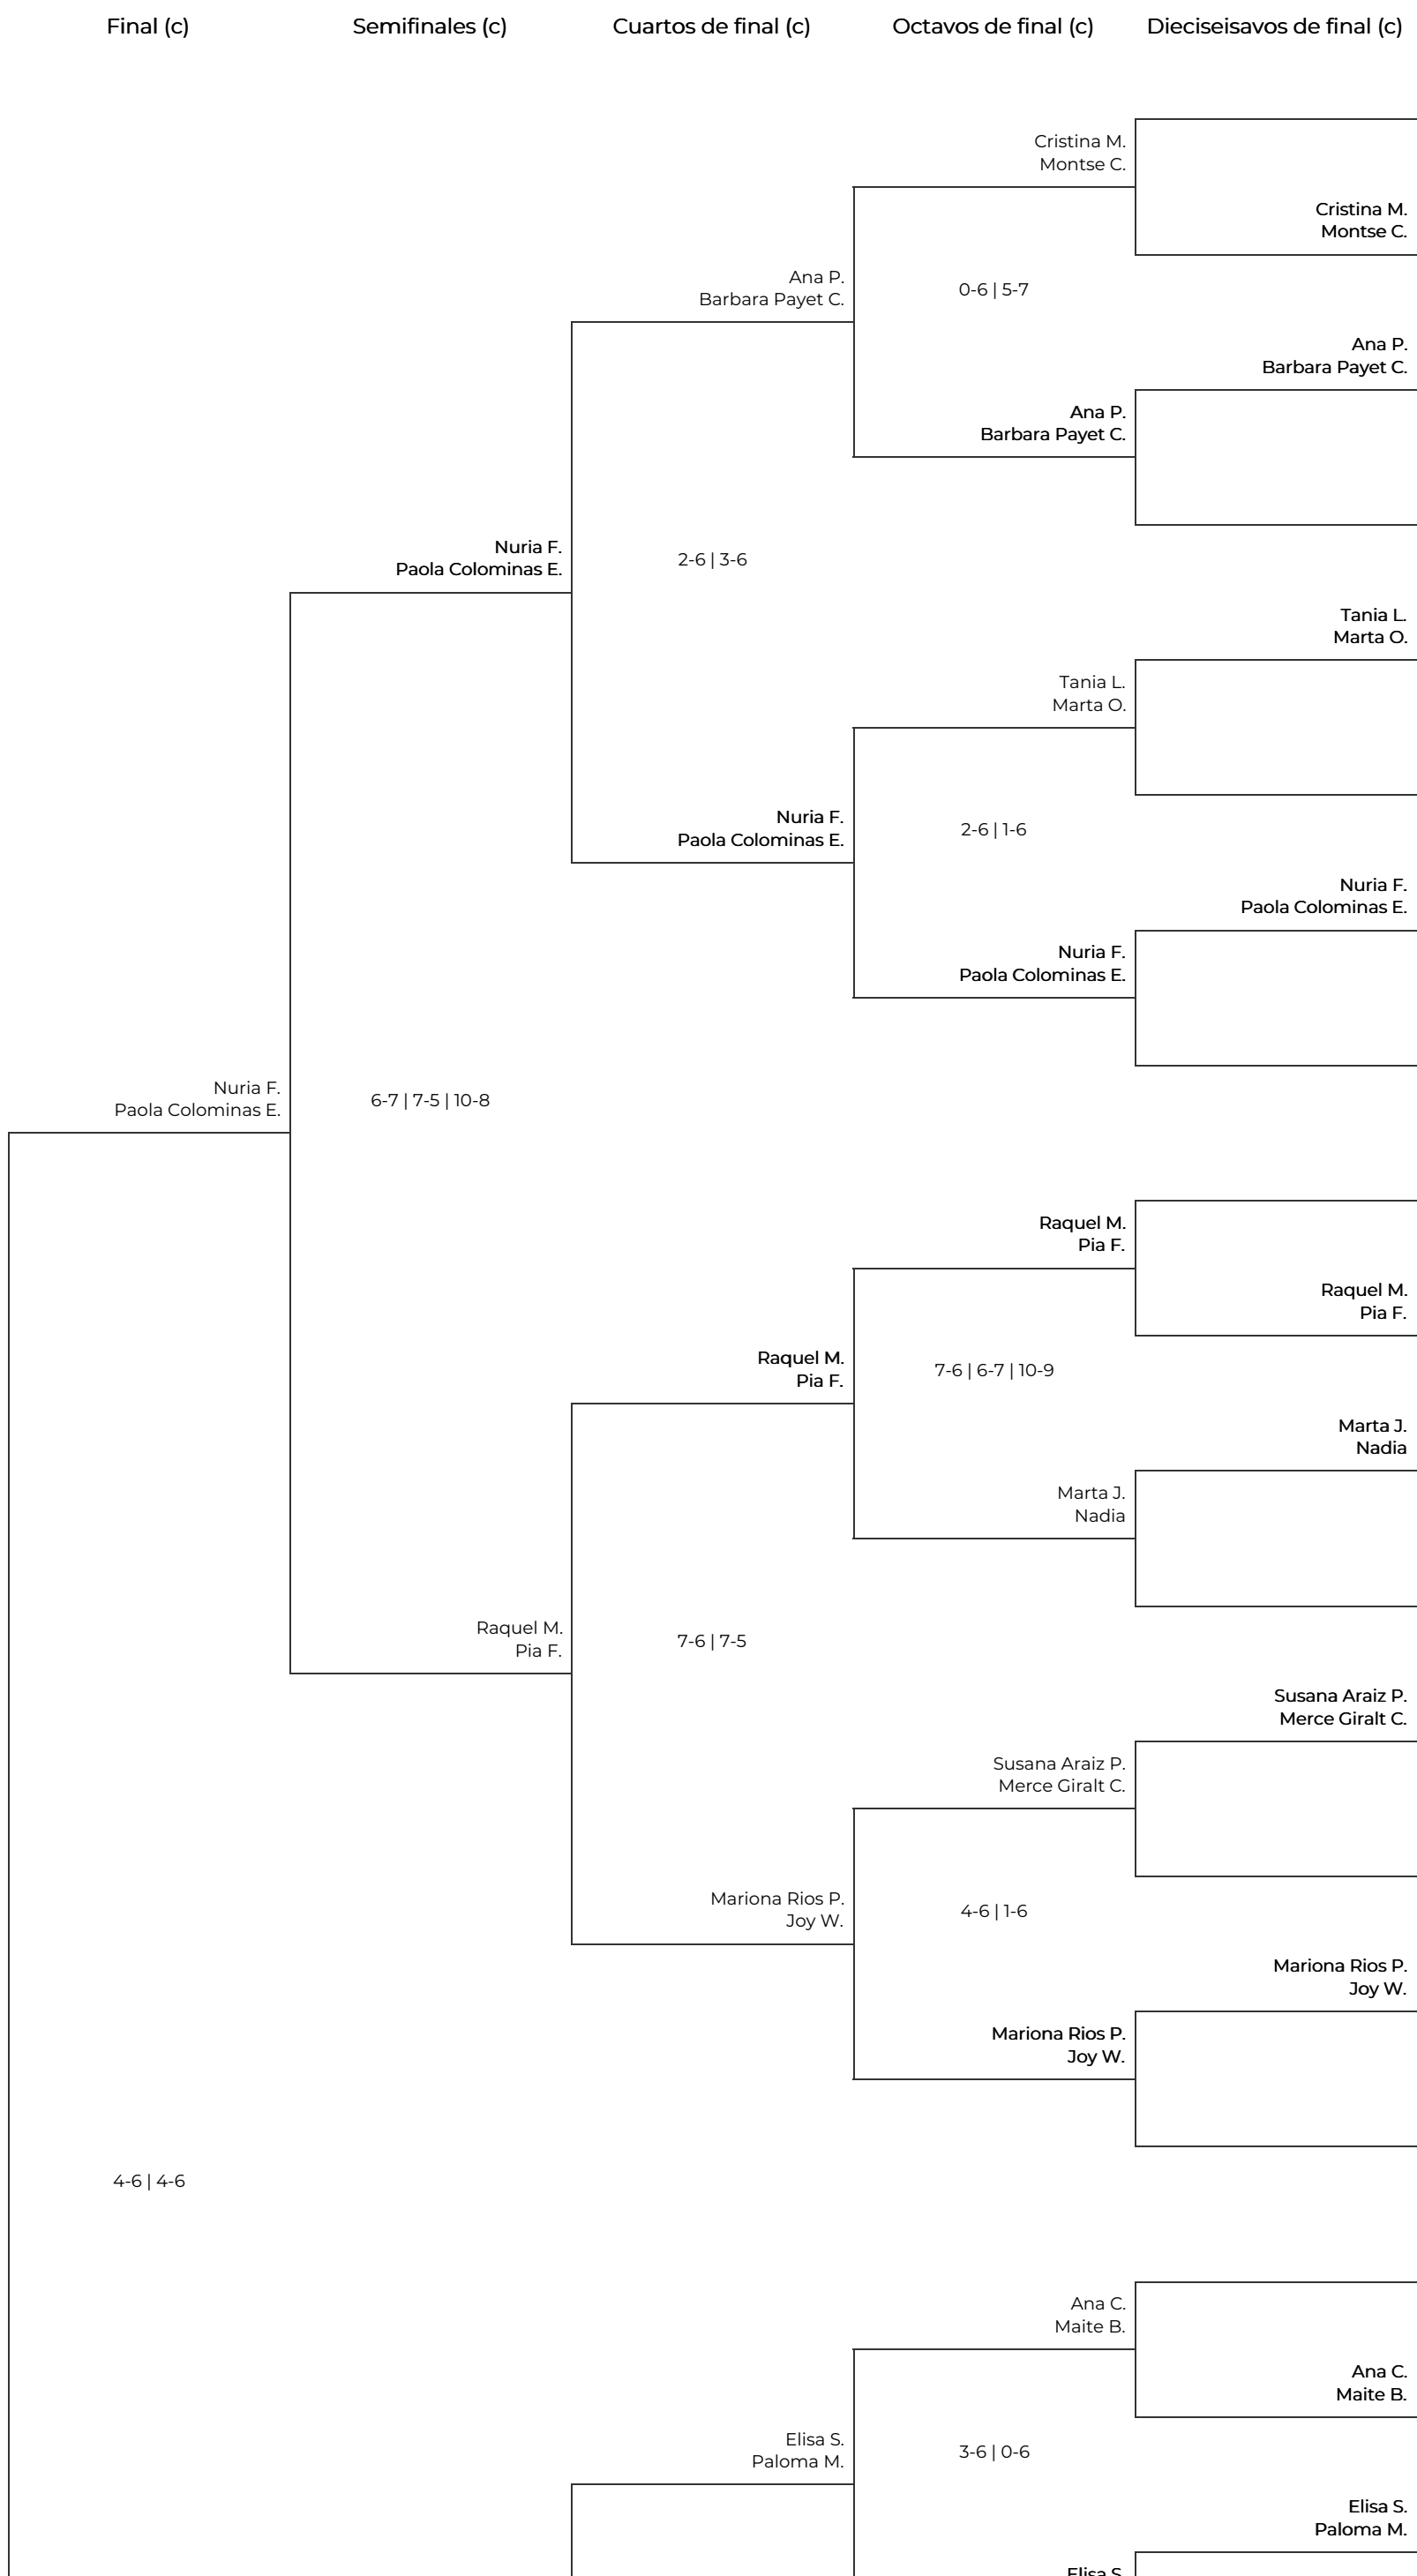 Final (c)
Semifinales (c)
Cuartos de final (c)
Octavos de final (c)
Dieciseisavos de final (c)
Cristina M.
Montse C.
Cristina M.
Montse C.
Ana P.
Barbara Payet C.
0-6 | 5-7
Ana P.
Barbara Payet C.
Ana P.
Barbara Payet C.
Nuria F.
Paola Colominas E.
2-6 | 3-6
Tania L.
Marta O.
Tania L.
Marta O.
Nuria F.
Paola Colominas E.
2-6 | 1-6
Nuria F.
Paola Colominas E.
Nuria F.
Paola Colominas E.
Nuria F.
Paola Colominas E.
6-7 | 7-5 | 10-8
Raquel M.
Pia F.
Raquel M.
Pia F.
Raquel M.
Pia F.
7-6 | 6-7 | 10-9
Marta J.
Nadia
Marta J.
Nadia
Raquel M.
Pia F.
7-6 | 7-5
Susana Araiz P.
Merce Giralt C.
Susana Araiz P.
Merce Giralt C.
Mariona Rios P.
Joy W.
4-6 | 1-6
Mariona Rios P.
Joy W.
Mariona Rios P.
Joy W.
4-6 | 4-6
Ana C.
Maite B.
Ana C.
Maite B.
Elisa S.
Paloma M.
3-6 | 0-6
Elisa S.
Paloma M.
Elisa S.